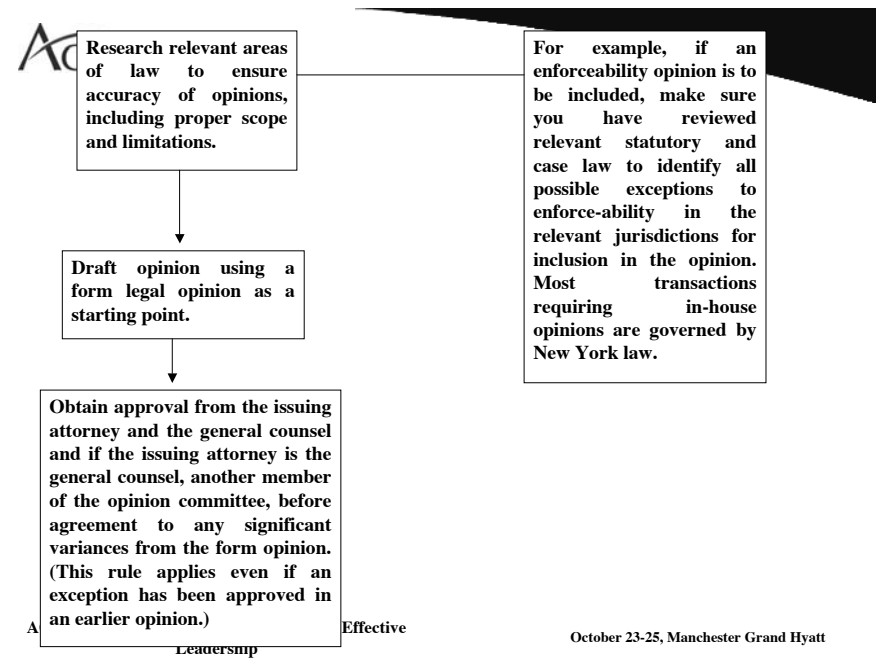 Research relevant areas
of law to ensure
accuracy of opinions,
including proper scope
and limitations.
For example, if an
enforceability opinion is to
be included, make sure
you have reviewed
relevant statutory and
case law to identify all
possible exceptions to
enforce-ability in the
relevant jurisdictions for
inclusion in the opinion.
Most transactions
requiring in-house
opinions are governed by
New York law.
Draft opinion using a
form legal opinion as a
starting point.
Obtain approval from the issuing
attorney and the general counsel
and if the issuing attorney is the
general counsel, another member
of the opinion committee, before
agreement to any significant
variances from the form opinion.
(This rule applies even if an
exception has been approved in
an earlier opinion.)
Effective
Leadership
October 23-25, Manchester Grand Hyatt